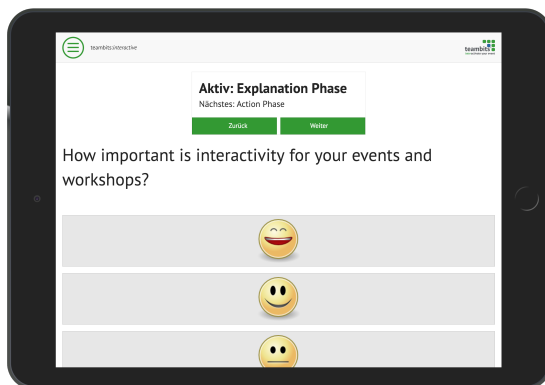 teambits:interactive
teambits
Aktiv: Explanation Phase
Nächstes: Action Phase
Zurück
Weiter
How important is interactivity for your events and
workshops?